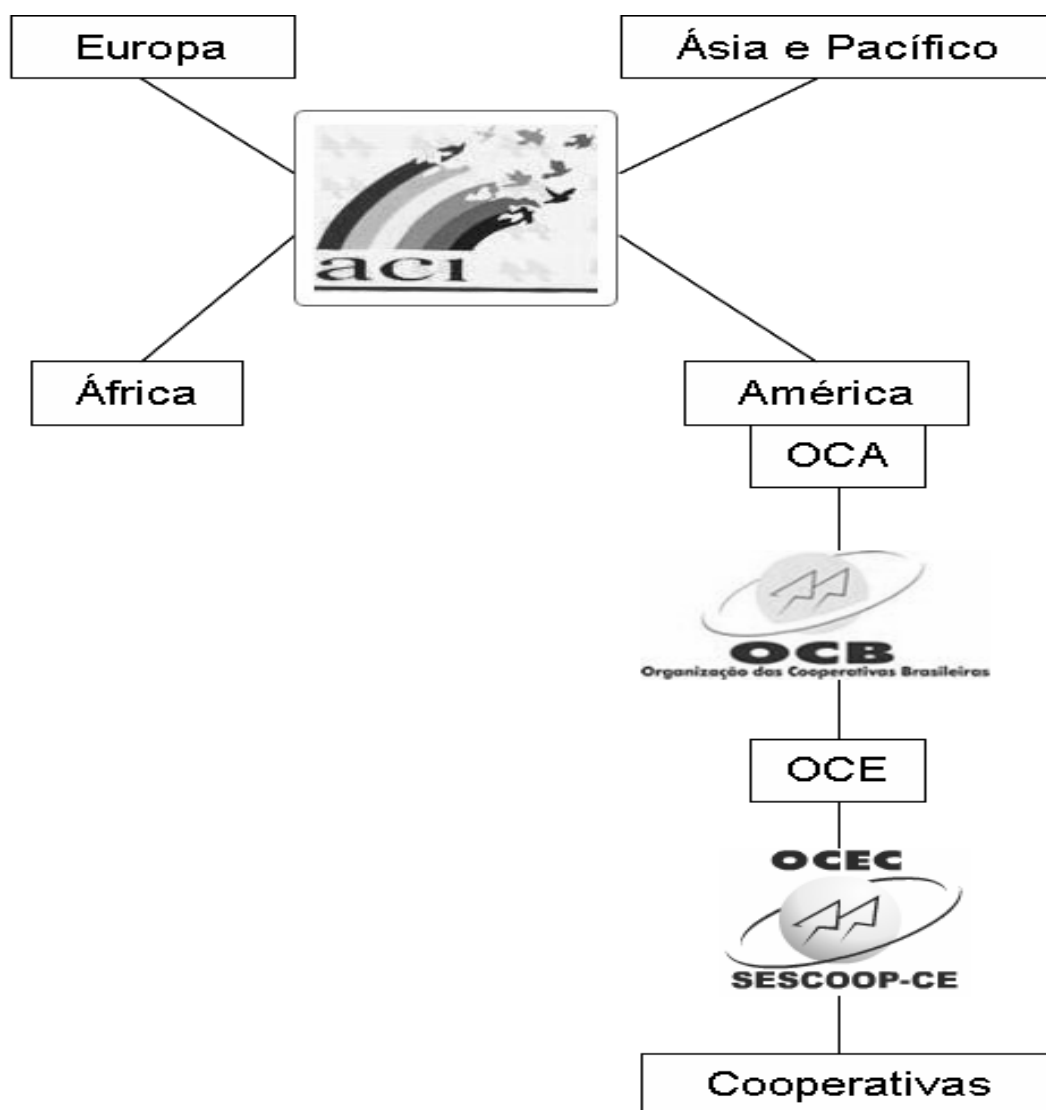 Europa
Ásia e Pacífico
aci
África
América
OCA
OCB
Organização das Cooperativas Brasileiras
OCE
OCEC
SESCOOP-CE
Cooperativas